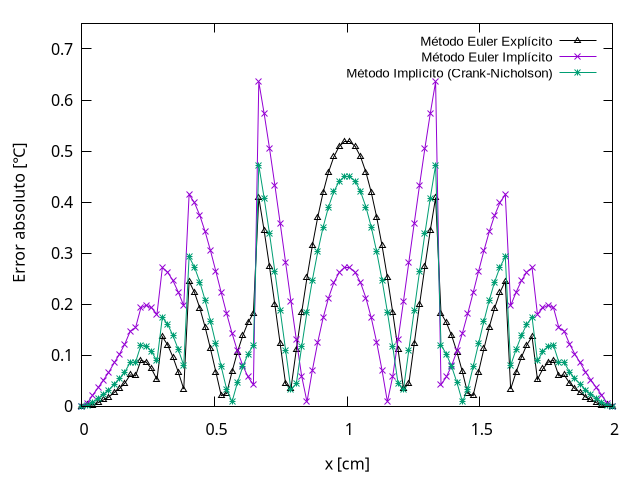 Método Euler Explícito
Método Euler Implícito
Método Implicito (Crank-Nicholson)
Error absoluto [°C]
0.7
0.6
0.5
0.4
0.3
0.2
0.1
0
0 0.5 1 1.5 2
x [cm]